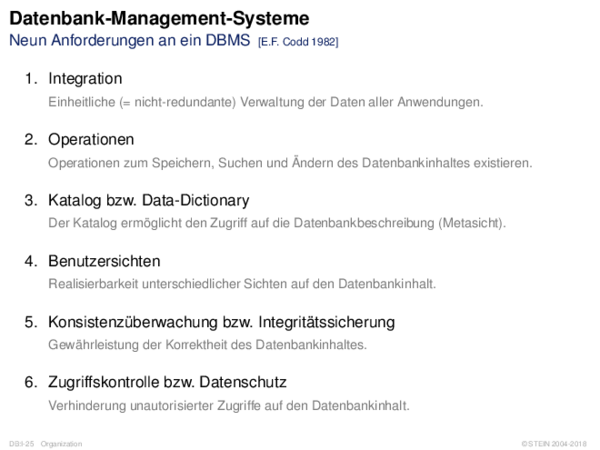 Datenbank-Management-Systeme
Neun Anforderungen an ein DBMS [E.F. Codd 1982]
1. Integration
Einheitliche (= nicht-redundante) Verwaltung der Daten aller Anwendungen.
2. Operationen
Operationen zum Speichern, Suchen und Ändern des Datenbankinhaltes existieren.
3. Katalog bzw. Data-Dictionary
Der Katalog ermöglicht den Zugriff auf die Datenbankbeschreibung (Metasicht).
4. Benutzersichten
Realisierbarkeit unterschiedlicher Sichten auf den Datenbankinhalt.
5. Konsistenzüberwachung bzw. Integritätssicherung
Gewährleistung der Korrektheit des Datenbankinhaltes.
6. Zugriffskontrolle bzw. Datenschutz
Verhinderung unautorisierter Zugriffe auf den Datenbankinhalt.
DB:I-25 Organization
© STEIN 2004-2018